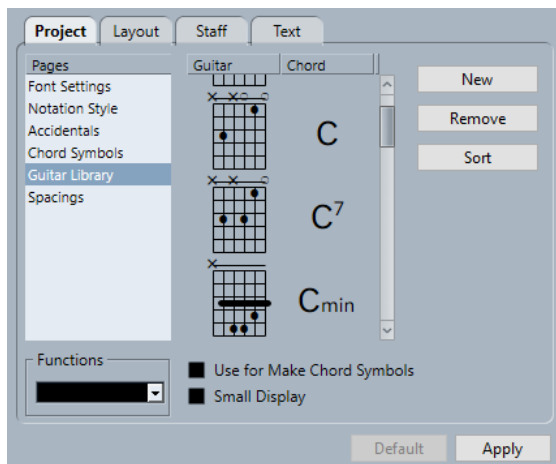 Project Layout Staff Text
Pages
Font Settings
Notation Style
Accidentals
Chord Symbols
Guitar Library
Spacings
Guitar Chord
C
C7
Cmin
New
Remove
Sort
Functions
Use for Make Chord Symbols
Small Display
Default Apply